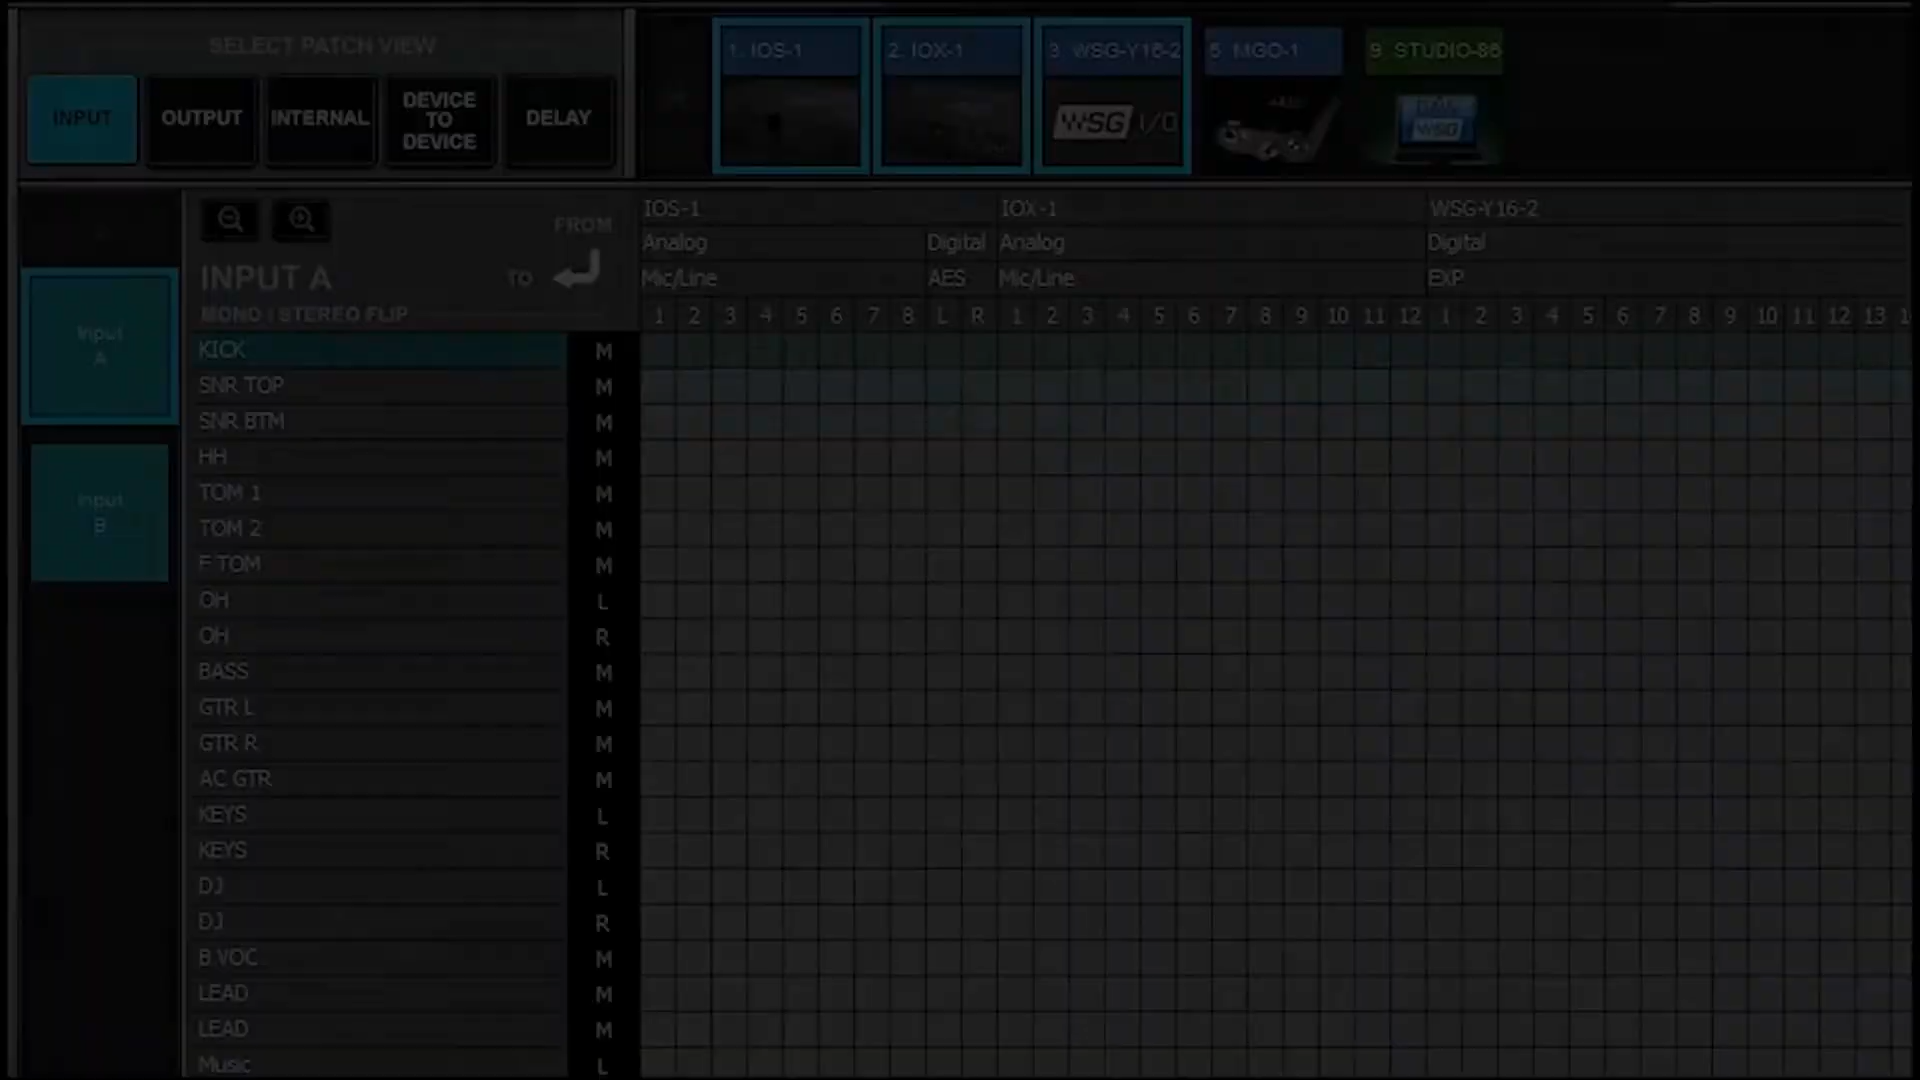 SELECT PATCH VIEW
INPUT
OUTPUT
INTERNAL
DEVICE
TO
DEVICE
DELAY
1. IOS-1
2. IOX-1
3. WSG-Y16-2
WSG I/O
MGO-1
9. STUDIO-86
WSG
FROM
INPUT A
TO
MONO / STEREO FLIP
IOS-1 IOX-1 WSG-Y16-2
Analog Digital Analog Digital
Mic/Line AES Mic/Line EXP
1 2 3 4 5 6 7 8 L R 1 2 3 4 5 6 7 8 9 10 11 12 1 2 3 4 5 6 7 8 9 10 11 12 13
Input
A
Input
B
KICK M
SNR TOP M
SNR BTM M
HH M
TOM 1 M
TOM 2 M
F TOM M
OH L
OH R
BASS M
GTR L M
GTR R M
AC GTR M
KEYS L
KEYS R
DJ L
DJ R
B.VOC M
LEAD M
LEAD M
Music L